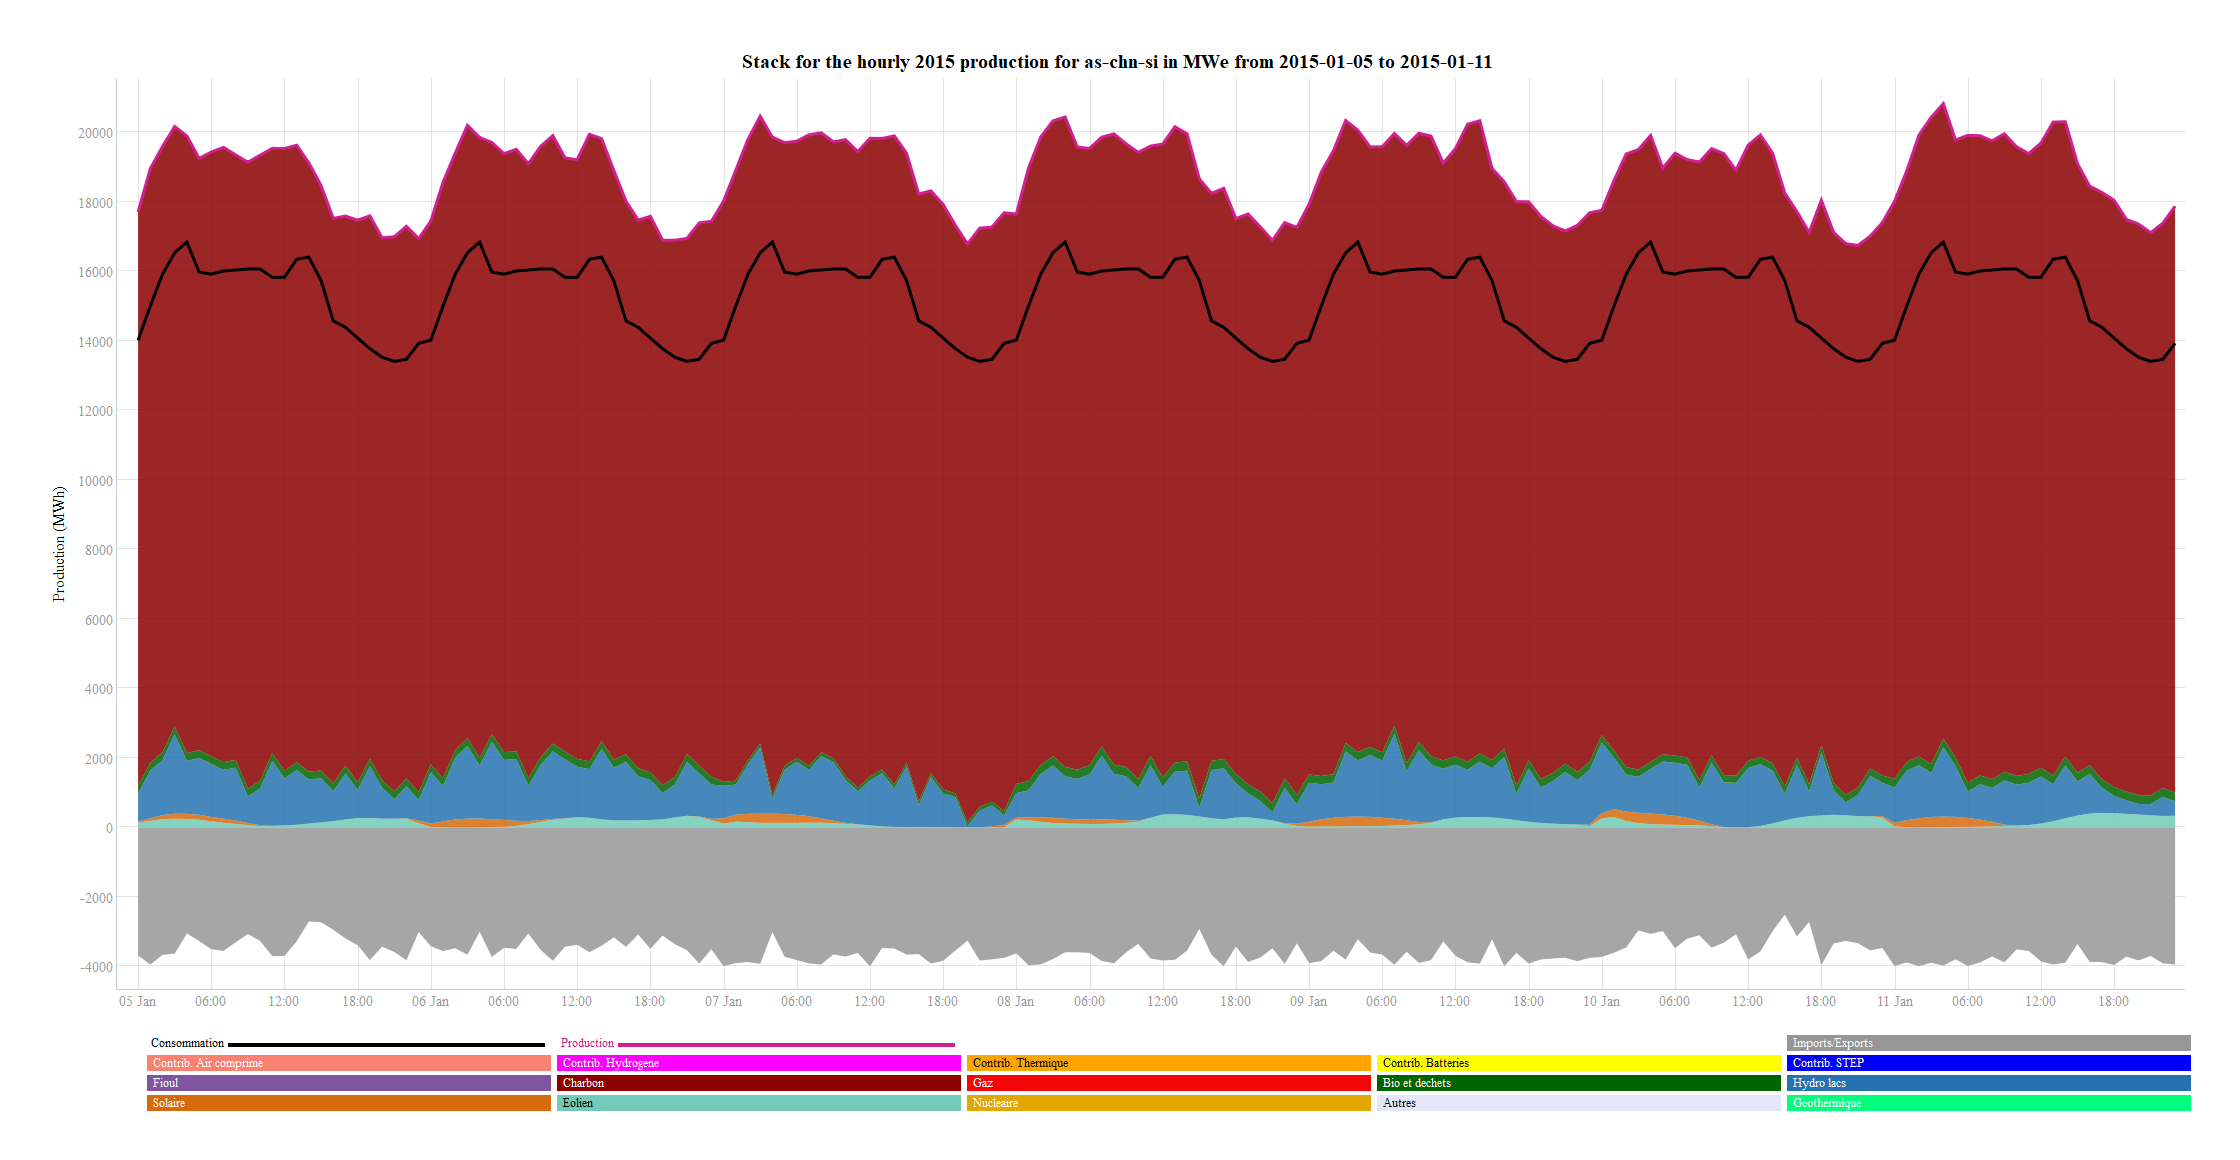 Stack for the hourly 2015 production for as-chn-si in MWe from 2015-01-05 to 2015-01-11
Production (MWh)
20000
18000
16000
14000
12000
10000
8000
6000
4000
2000
0
-2000
-4000
05 Jan 06:00 12:00 18:00 06 Jan 06:00 12:00 18:00 07 Jan 06:00 12:00 18:00 08 Jan 06:00 12:00 18:00 09 Jan 06:00 12:00 18:00 10 Jan 06:00 12:00 18:00 11 Jan 06:00 12:00 18:00
Consommation Production Imports/Exports
Contrib. Air comprime Contrib. Hydrogene Contrib. Thermique Contrib. Batteries Contrib. STEP
Fioul Charbon Gaz Bio et dechets Hydro lacs
Solaire Eolien Nucleaire Autres Geothermique